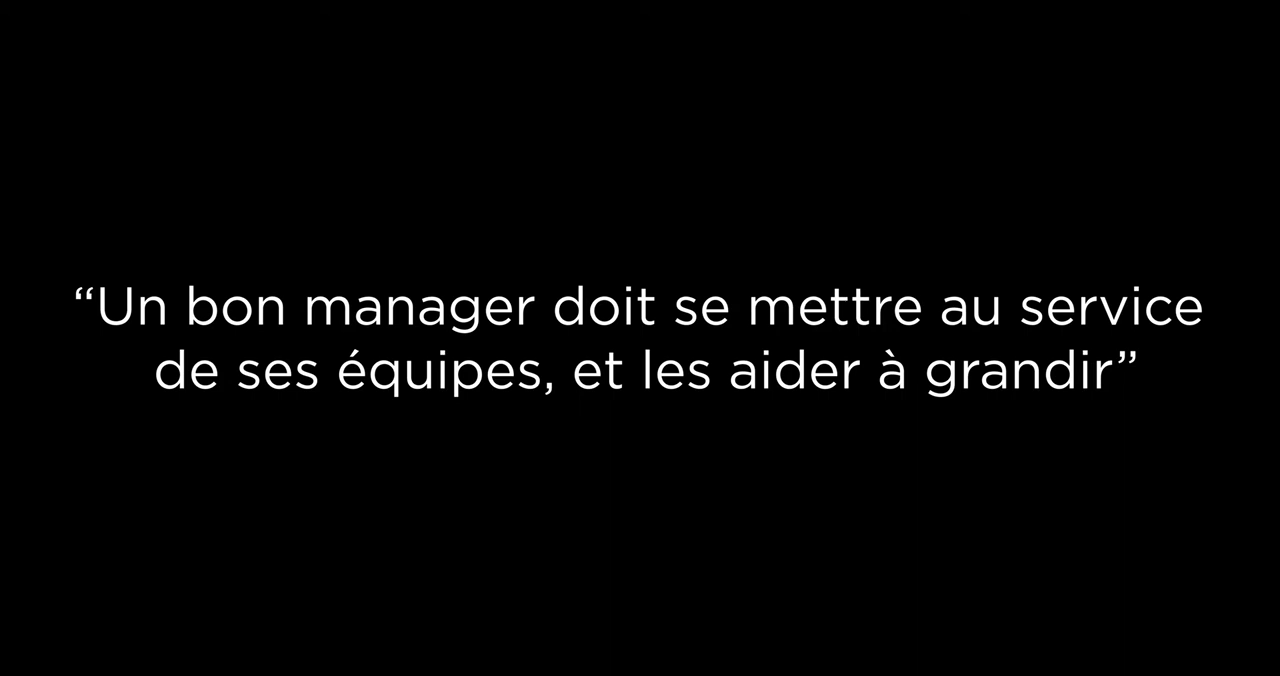 “Un bon manager doit se mettre au service
de ses équipes, et les aider à grandir”